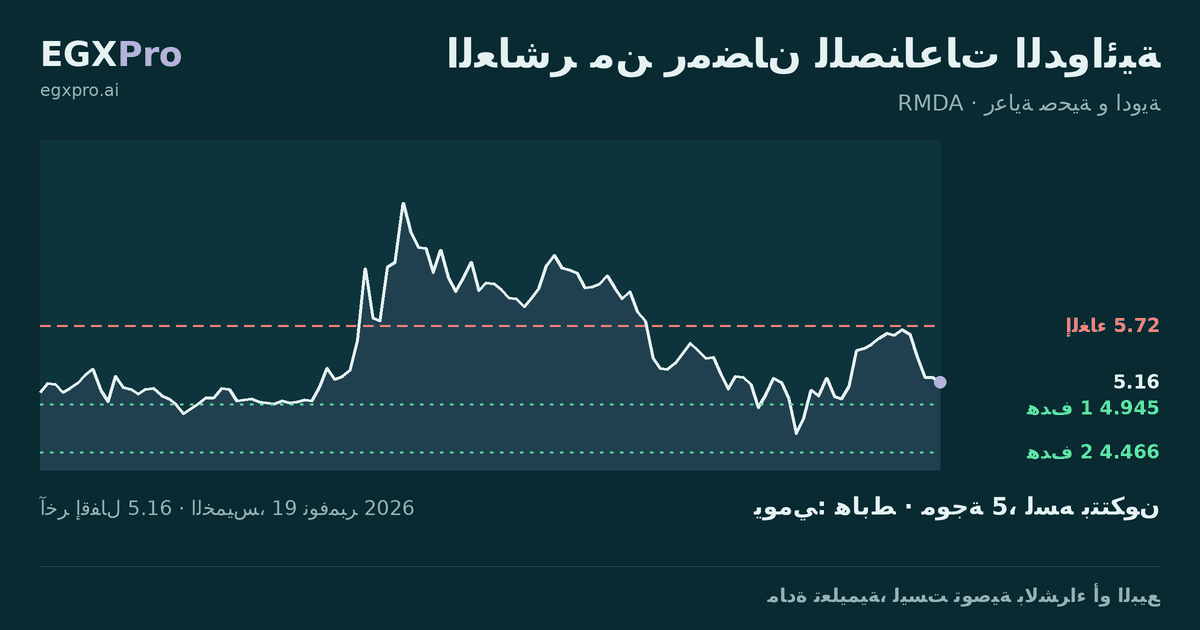 EGXPro
egxpro.ai
العاشر من رمضان للصناعات الدوائية
RMDA · رعاية صحية و ادوية
إلغاء 5.72
5.16
هدف 1 4.945
هدف 2 4.466
آخر إقفال 5.16 · الخميس، 19 نوفمبر 2026
يومي: هابط · موجة 5، لسه بتتكون
مادة تعليمية، ليست توصية بالشراء أو البيع